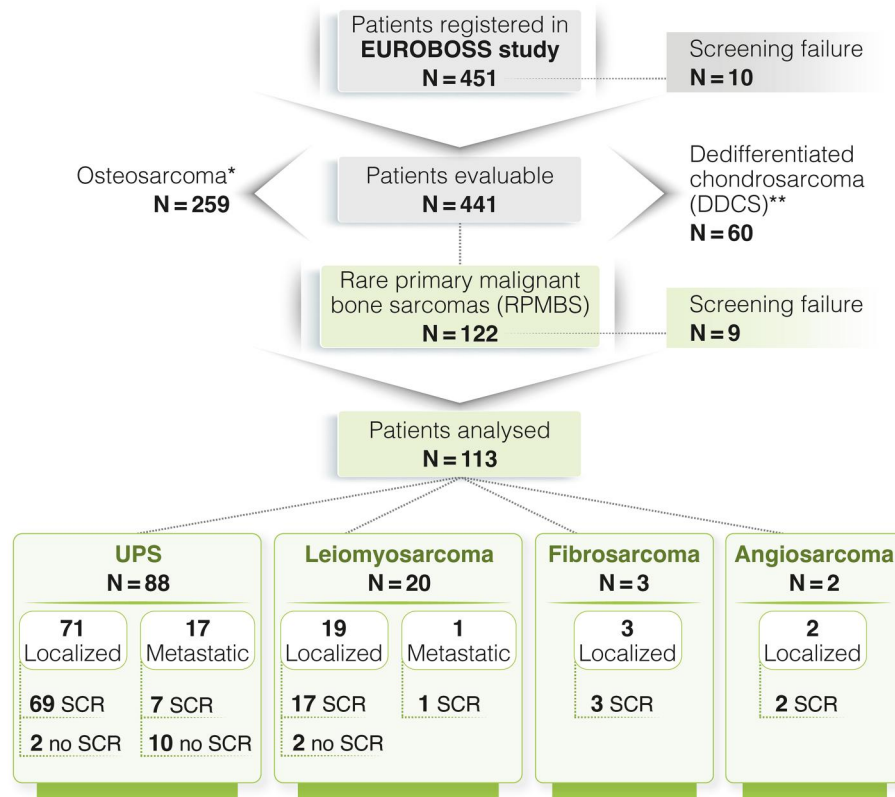 Patients registered in
EUROBOSS study
N = 451
Screening failure
N = 10
Osteosarcoma*
N = 259
Patients evaluable
N = 441
Dedifferentiated
chondrosarcoma
(DDCS)**
N = 60
Rare primary malignant
bone sarcomas (RPMBS)
N = 122
Screening failure
N = 9
Patients analysed
N = 113
UPS
N = 88
71
Localized
17
Metastatic
69 SCR
7 SCR
2 no SCR
10 no SCR
Leiomyosarcoma
N = 20
19
Localized
1
Metastatic
17 SCR
1 SCR
2 no SCR
Fibrosarcoma
N = 3
3
Localized
3 SCR
Angiosarcoma
N = 2
2
Localized
2 SCR